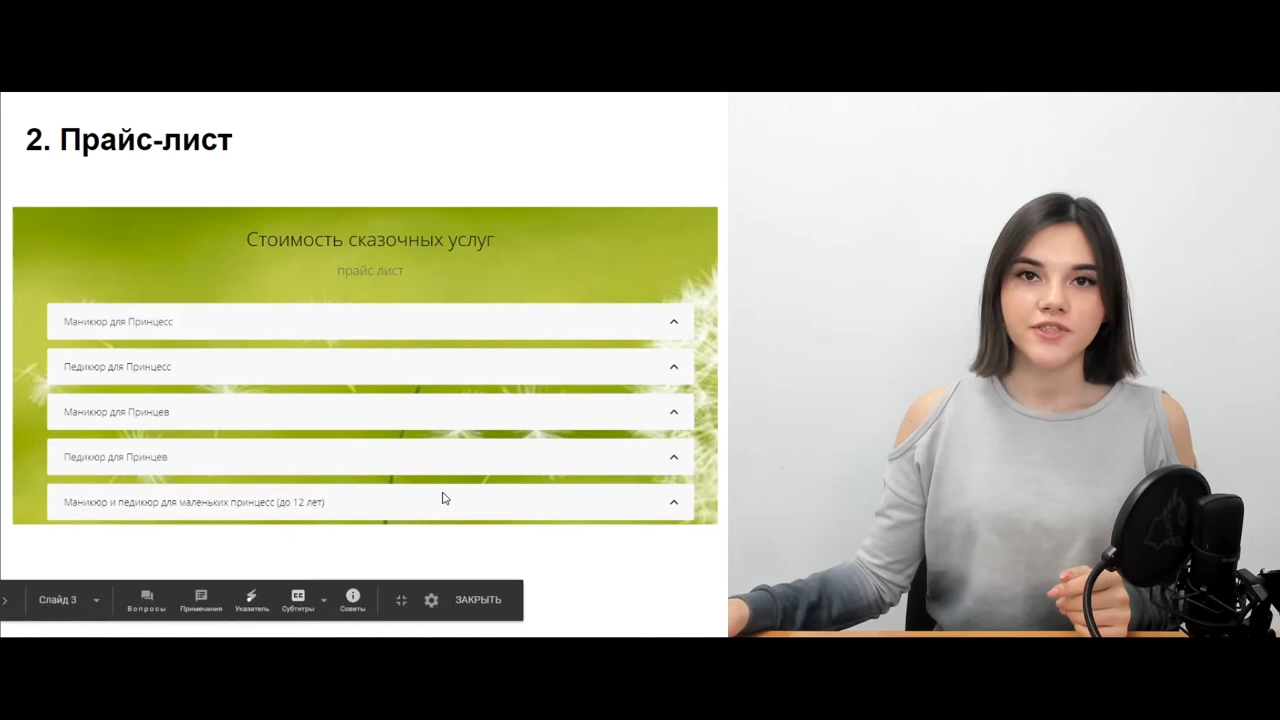 2. Прайс-лист
Стоимость сказочных услуг
прайс лист
Маникюр для Принцесс
Педикюр для Принцесс
Маникюр для Принцев
Педикюр для Принцев
Маникюр и педикюр для маленьких принцесс (до 12 лет)
Слайд 3
Вопросы
Примечания
Указатель
CC
Субтитры
Советы
ЗАКРЫТЬ